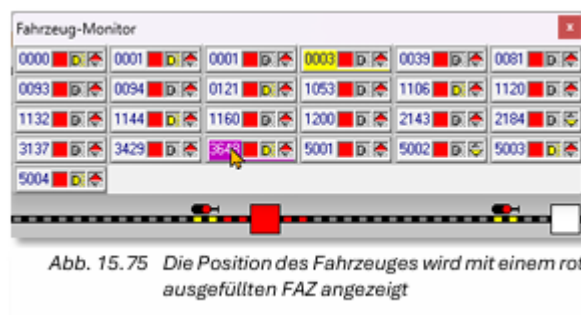 Fahrzeug-Monitor x
0000 D 0001 D 0001 D 0003 D 0039 D 0081 D
0093 D 0094 D 0121 D 1053 D 1106 D 1120 D
1132 D 1144 D 1160 D 1200 D 2143 D 2184 D
3137 D 3429 D D 5001 D 5002 D 5003 D
5004 D
Abb. 15.75 Die Position des Fahrzeuges wird mit einem rot
ausgefüllten FAZ angezeigt